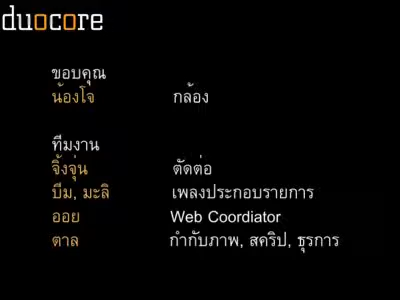 duocore
ขอบคุณ
น้องโจ กล้อง
ทีมงาน
จิ้งจุ่น ตัดต่อ
บีม, มะลิ เพลงประกอบรายการ
ออย Web Coordiator
ตาล กำกับภาพ, สคริป, ธุรการ